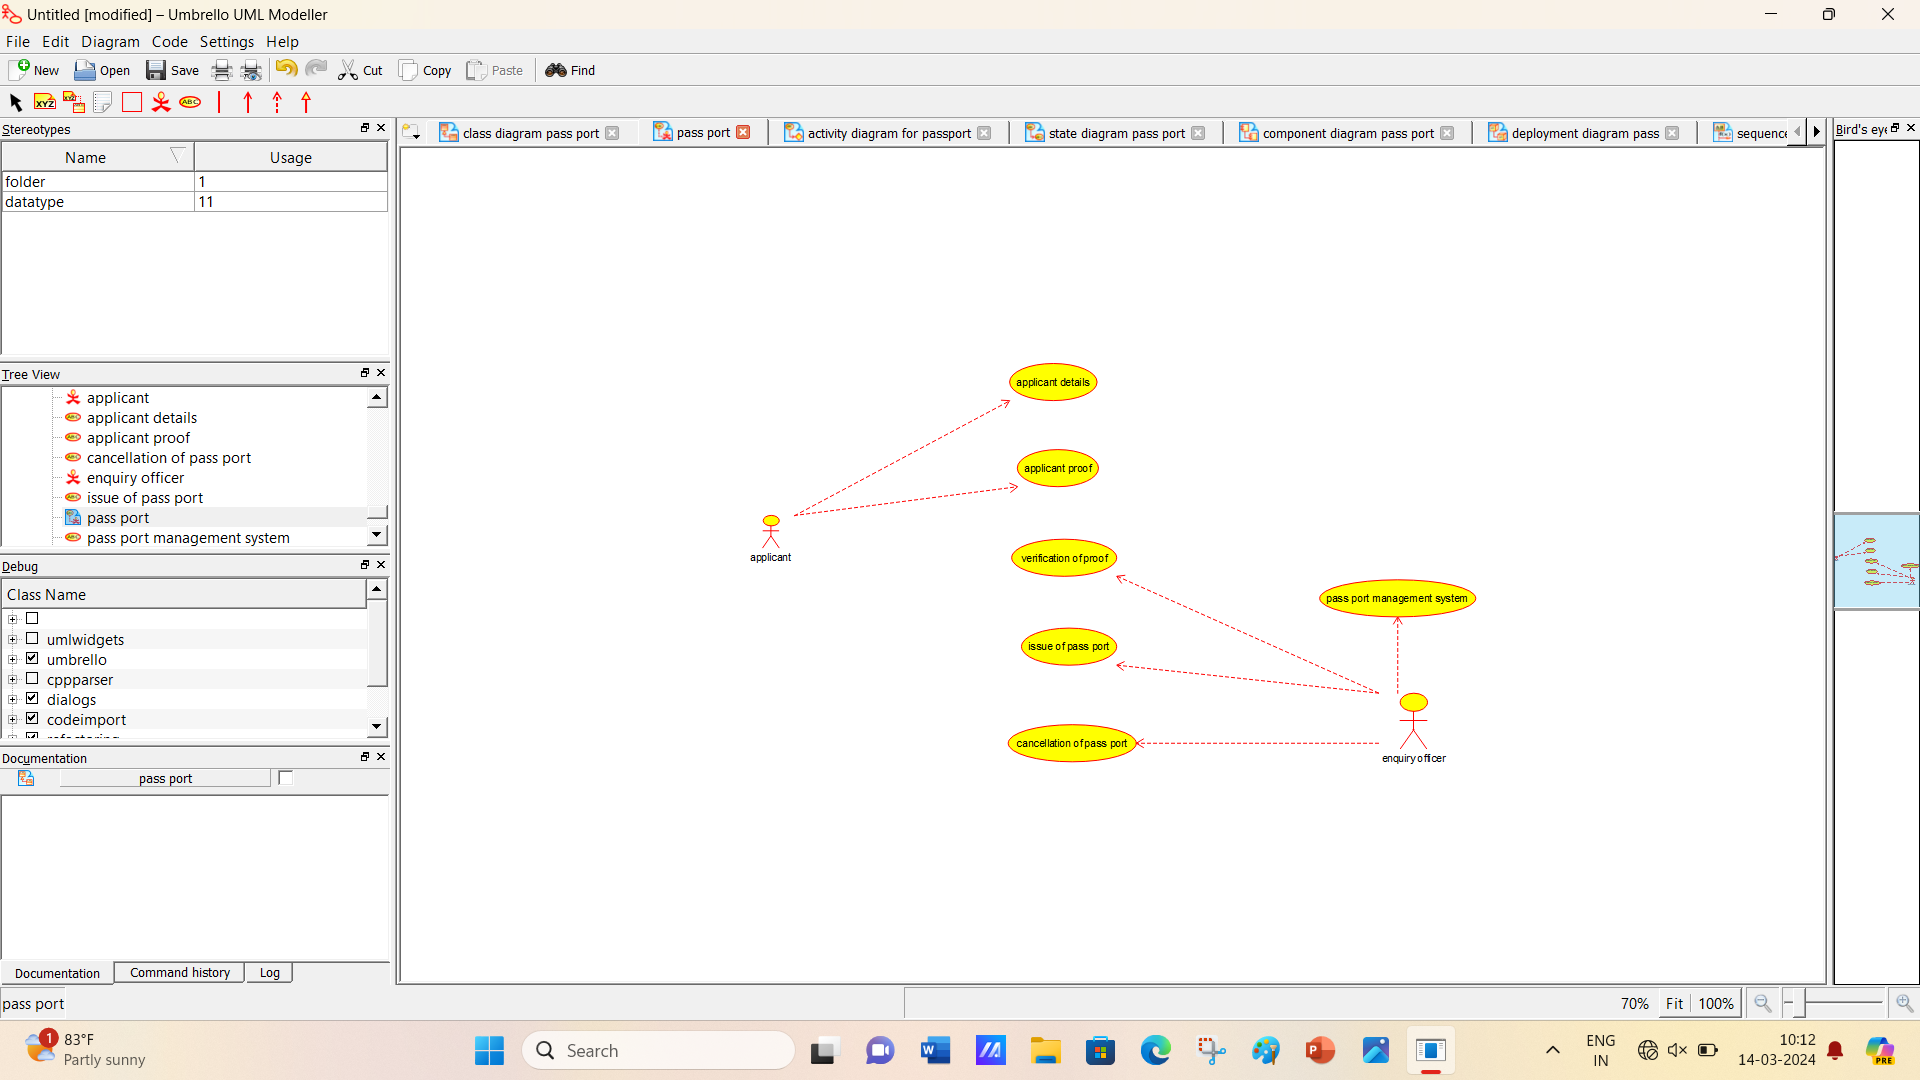 Untitled [modified] – Umbrello UML Modeller
File Edit Diagram Code Settings Help
New Open Save Cut Copy Paste Find
XYZ XYZ ABC
Stereotypes
Name Usage
folder 1
datatype 11
Tree View
applicant
applicant details
applicant proof
cancellation of pass port
enquiry officer
issue of pass port
pass port
pass port management system
Debug
Class Name
umlwidgets
umbrello
cppparser
dialogs
codeimport
refactoring
Documentation
pass port
Documentation Command history Log
class diagram pass port pass port activity diagram for passport state diagram pass port component diagram pass port deployment diagram pass sequence
Bird's eye
applicant details
applicant proof
applicant
verification of proof
pass port management system
issue of pass port
cancellation of pass port
enquiry officer
pass port
70% Fit 100%
1
83°F
Partly sunny
Search
ENG
IN
10:12
14-03-2024
PRE